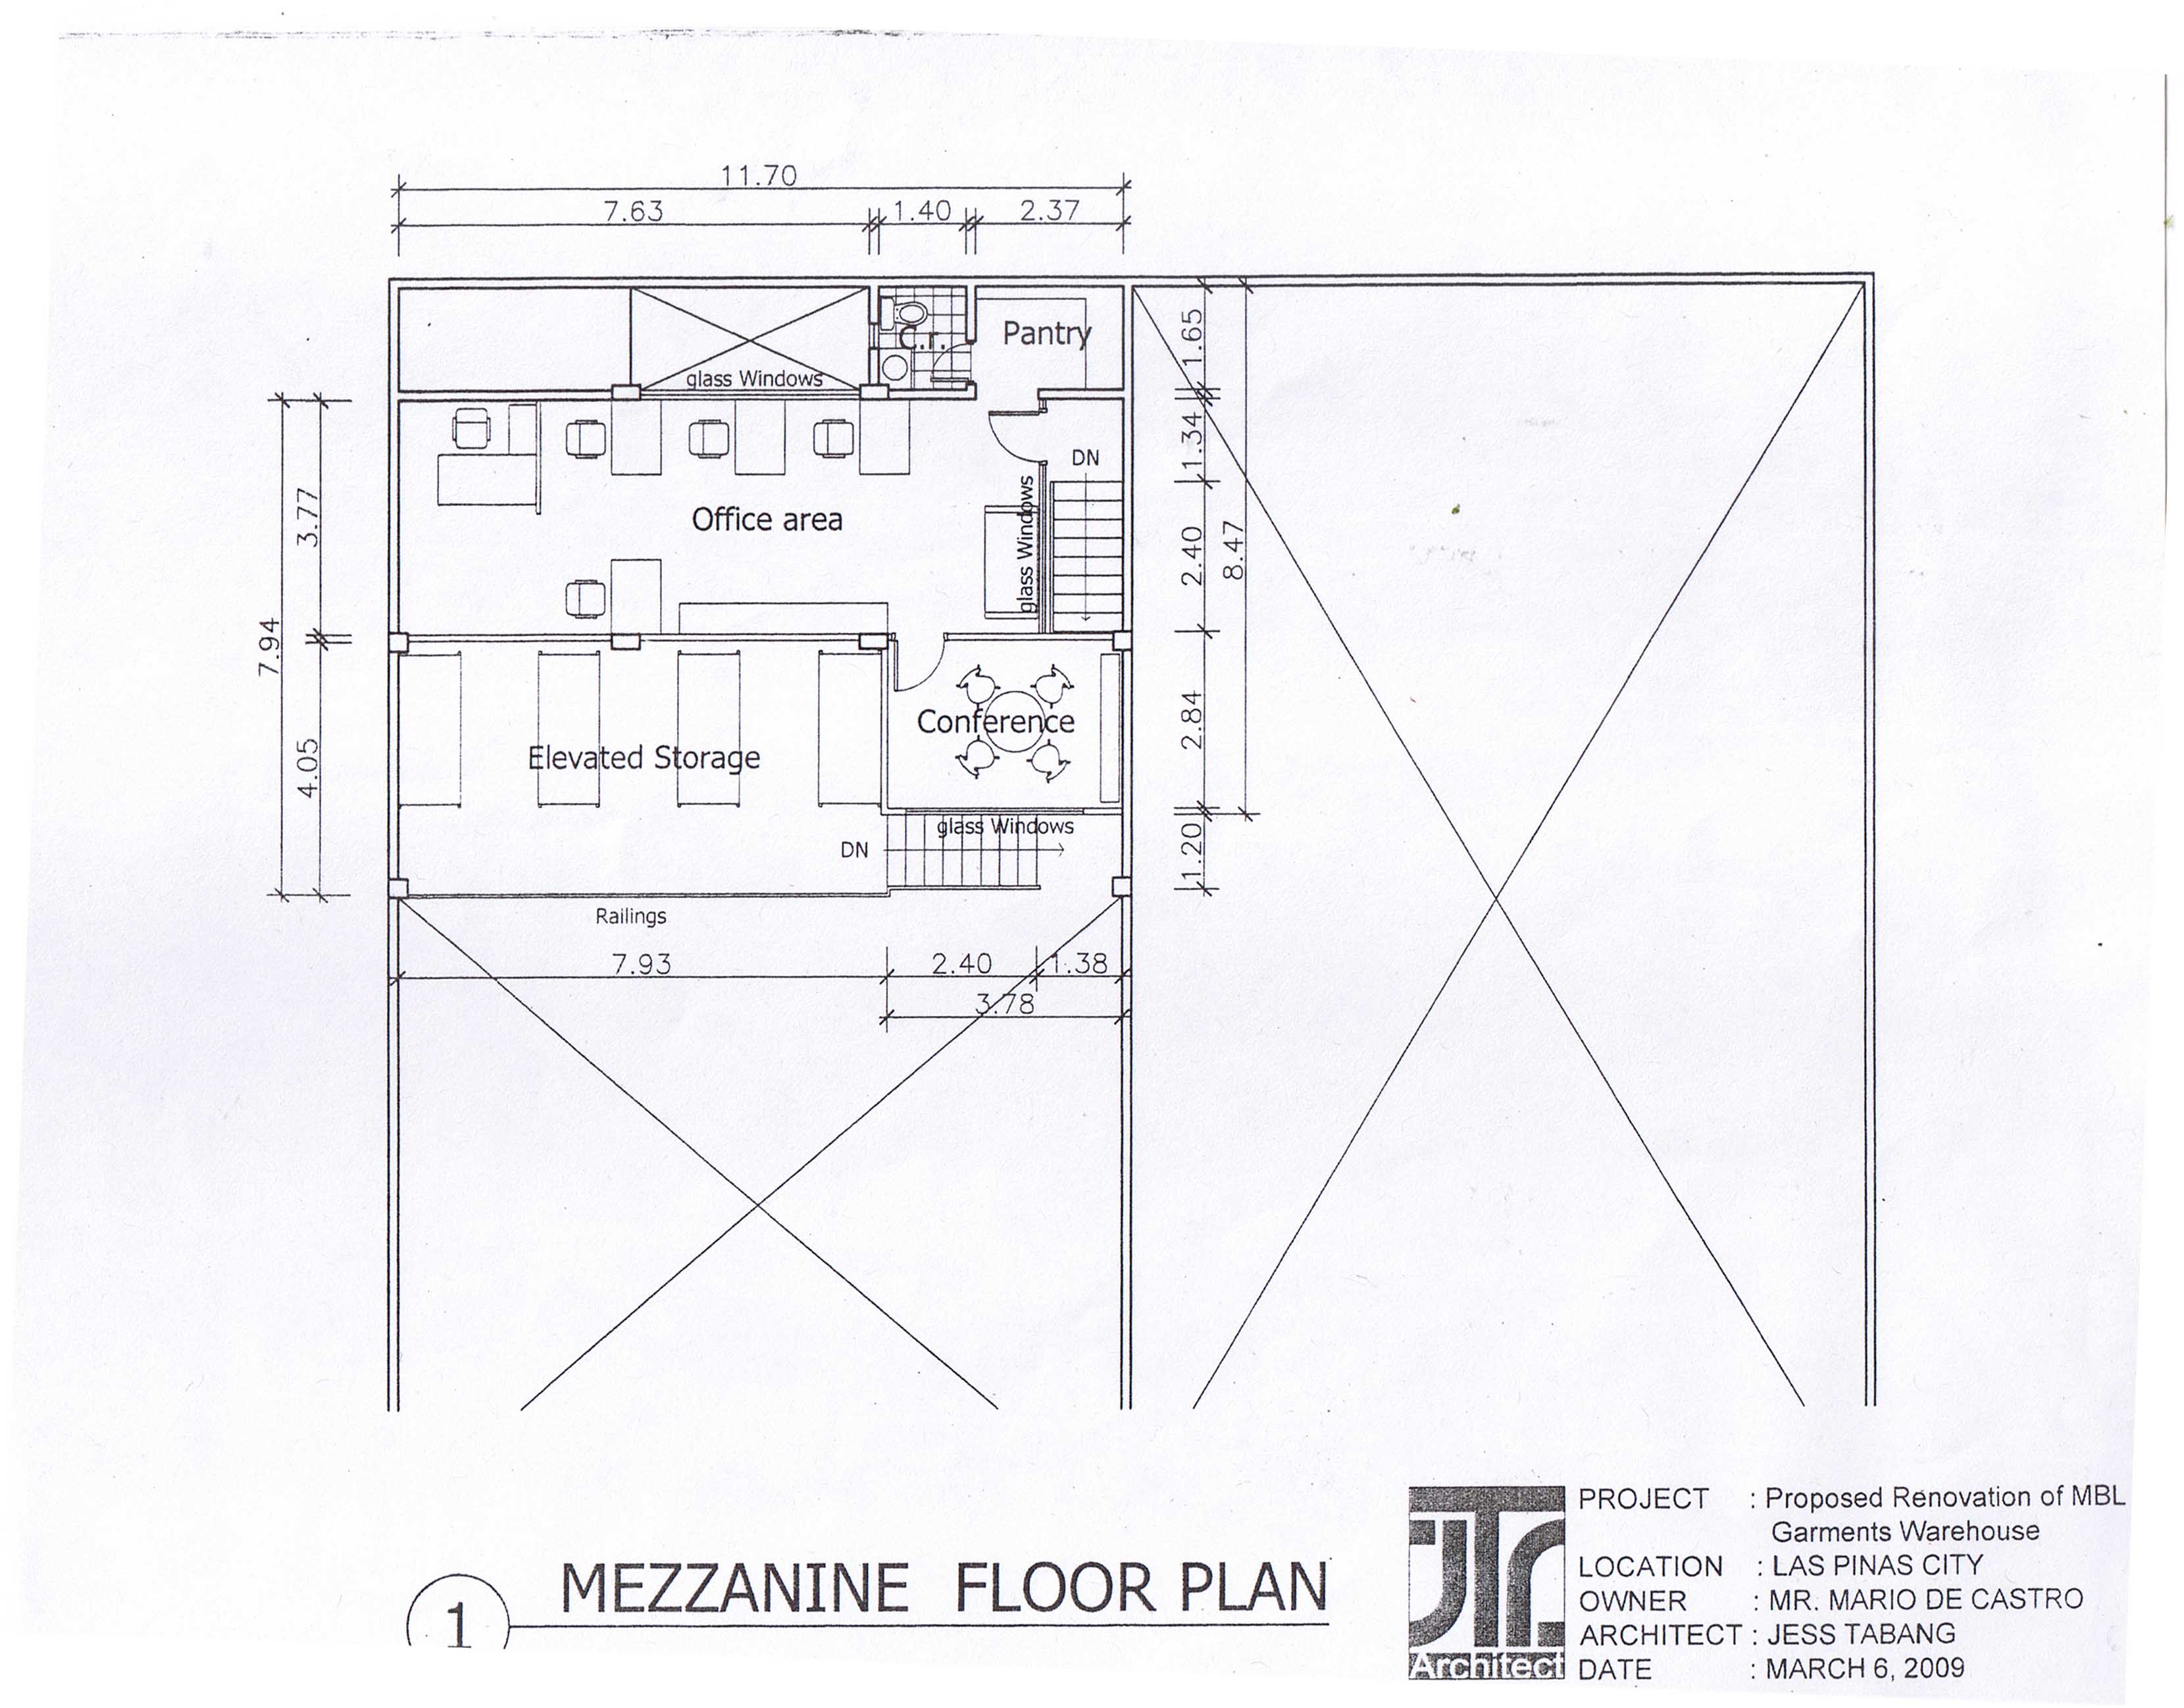 11.70
7.63 1.40 2.37
C.T. Pantry
glass Windows
1.65
DN
1.34
3.77
Office area
glass Windows
2.40
8.47
7.94
Conference
2.84
Elevated Storage
4.05
glass Windows
DN
1.20
Railings
7.93 2.40 1.38
3.78
1 MEZZANINE FLOOR PLAN
JTA
Architect
PROJECT : Proposed Renovation of MBL
Garments Warehouse
LOCATION : LAS PINAS CITY
OWNER : MR. MARIO DE CASTRO
ARCHITECT : JESS TABANG
DATE : MARCH 6, 2009